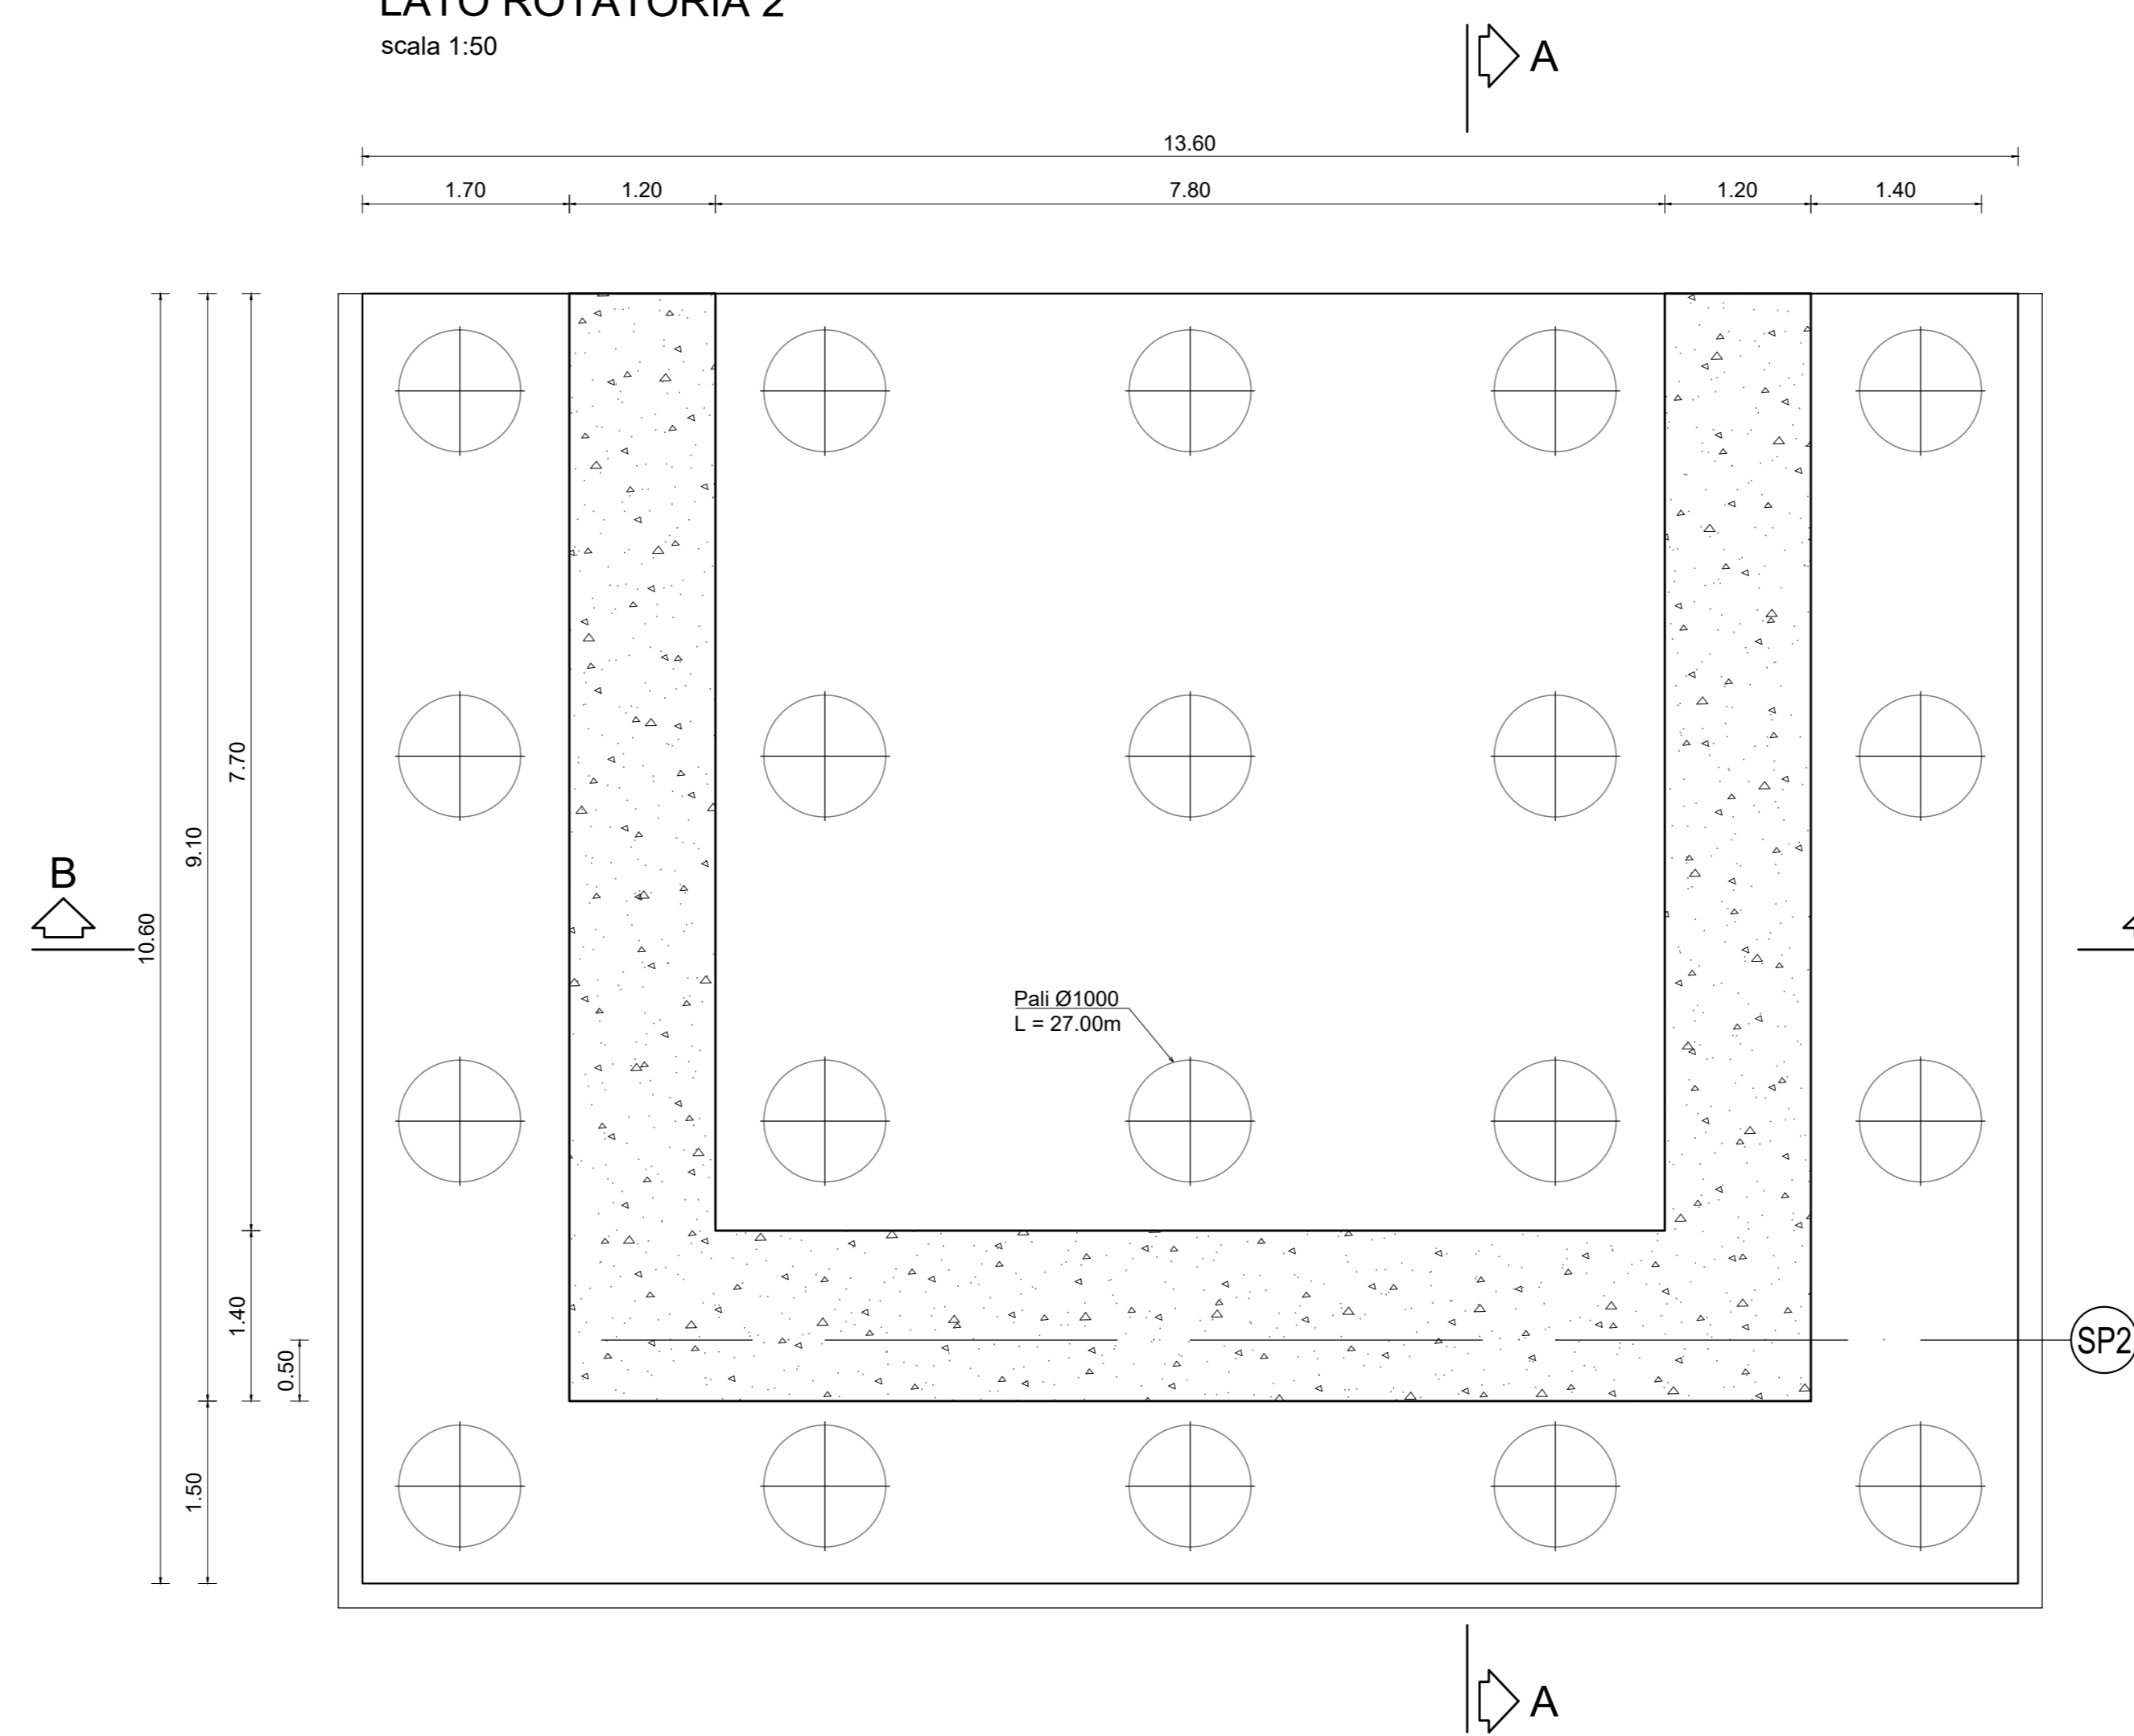 LATO ROTATORIA 2
scala 1:50
A
13.60
1.70 1.20 7.80 1.20 1.40
7.70
9.10
B
10.60
Pali Ø1000
L = 27.00m
1.40
0.50
SP2
1.50
A